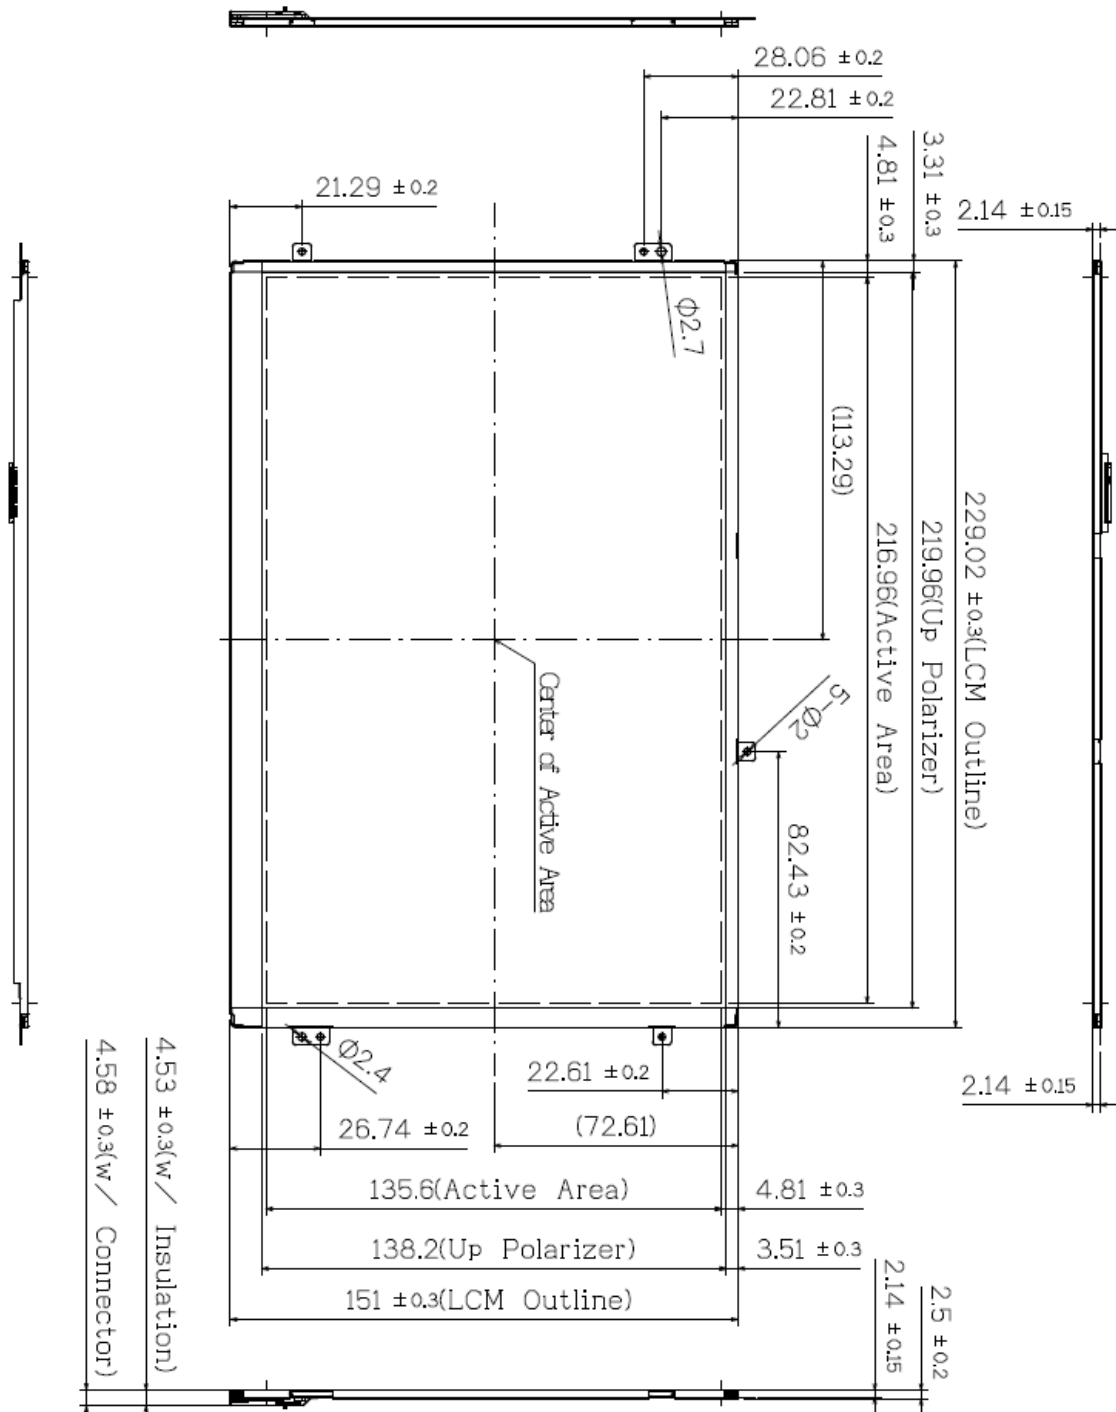 28.06 ±0.2
22.81 ±0.2
4.81 ±0.3
3.31 ±0.3
2.14 ±0.15
21.29 ±0.2
Φ2.7
(113.29)
216.96(Active Area)
219.96(Up Polarizer)
229.02 ±0.3(LCM Outline)
5-Φ2
Center of Active Area
82.43 ±0.2
Φ2.4
22.61 ±0.2
2.14 ±0.15
26.74 ±0.2
(72.61)
135.6(Active Area)
4.81 ±0.3
138.2(Up Polarizer)
3.51 ±0.3
151 ±0.3(LCM Outline)
4.58 ±0.3(w/ Connector)
4.53 ±0.3(w/ Insulation)
2.14 ±0.15
2.5 ±0.2